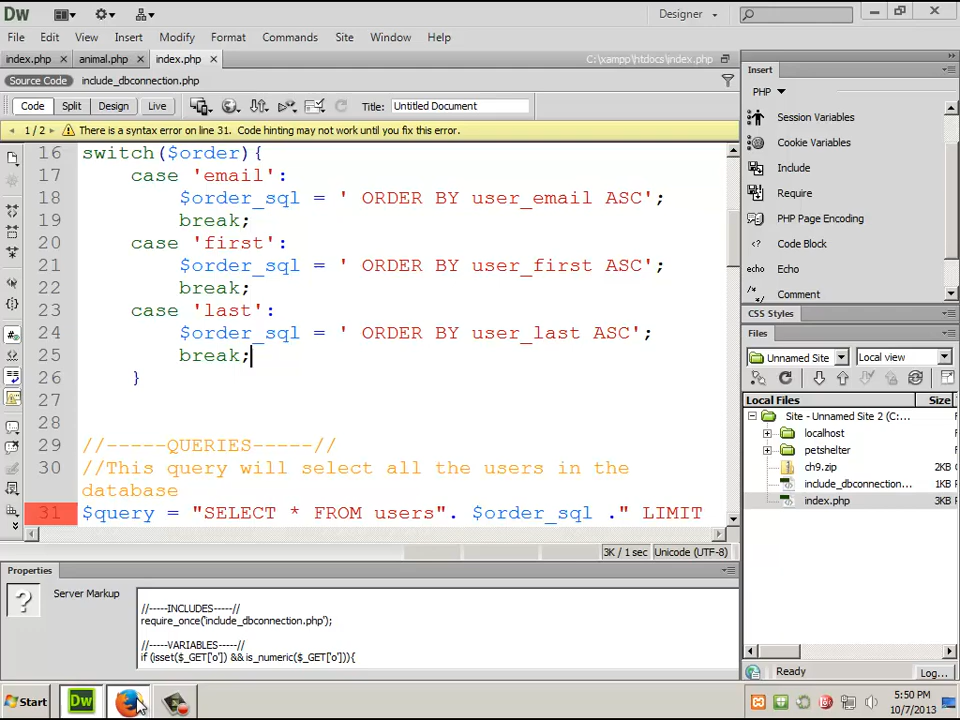 Dw
Designer
File Edit View Insert Modify Format Commands Site Window Help
index.php animal.php index.php C:\xampp\htdocs\index.php
Source Code include_dbconnection.php
Code Split Design Live Title: Untitled Document
1 / 2 There is a syntax error on line 31. Code hinting may not work until you fix this error.
16 switch($order){
17 case 'email':
18 $order_sql = ' ORDER BY user_email ASC';
19 break;
20 case 'first':
21 $order_sql = ' ORDER BY user_first ASC';
22 break;
23 case 'last':
24 $order_sql = ' ORDER BY user_last ASC';
25 break;
26 }
27
28
29 //-----QUERIES-----//
30 //This query will select all the users in the
database
31 $query = "SELECT * FROM users". $order_sql ." LIMIT
3K / 1 sec Unicode (UTF-8)
Properties
Server Markup
//-----INCLUDES-----//
require_once('include_dbconnection.php');
//-----VARIABLES-----//
if (isset($_GET['o']) && is_numeric($_GET['o'])){
Insert
PHP
Session Variables
Cookie Variables
Include
Require
PHP Page Encoding
Code Block
echo Echo
Comment
CSS Styles
Files
Unnamed Site Local view
Local Files Size
Site - Unnamed Site 2 (C:...
localhost
petshelter
ch9.zip 2KB
include_dbconnection... 1KB
index.php 3KB
Ready Log...
Start Dw
5:50 PM
10/7/2013